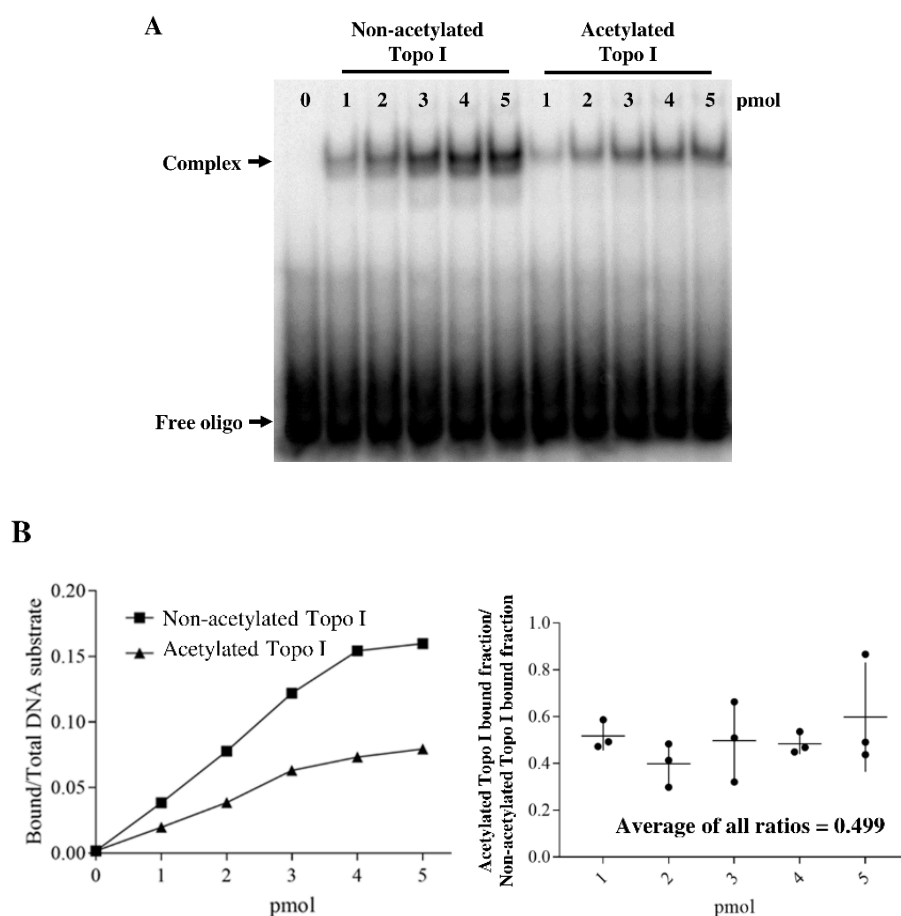 A
Non-acetylated
Topo I
Acetylated
Topo I
0 1 2 3 4 5 1 2 3 4 5 pmol
Complex
Free oligo
B
Bound/Total DNA substrate
0.20
0.15
0.10
0.05
0.00
Non-acetylated Topo I
Acetylated Topo I
0 1 2 3 4 5
pmol
Acetylated Topo I bound fraction/
Non-acetylated Topo I bound fraction
1.0
0.8
0.6
0.4
0.2
0.0
Average of all ratios = 0.499
1 2 3 4 5
pmol